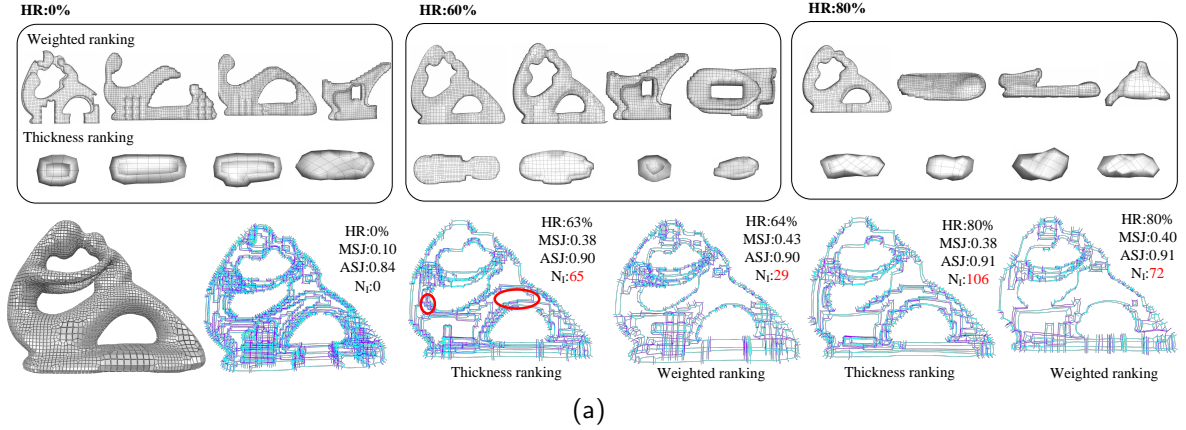 HR:0%
HR:60%
HR:80%
Weighted ranking
Thickness ranking
HR:0%
MSJ:0.10
ASJ:0.84
N_I:0
HR:63%
MSJ:0.38
ASJ:0.90
N_I:65
HR:64%
MSJ:0.43
ASJ:0.90
N_I:29
HR:80%
MSJ:0.38
ASJ:0.91
N_I:106
HR:80%
MSJ:0.40
ASJ:0.91
N_I:72
Thickness ranking
Weighted ranking
Thickness ranking
Weighted ranking
(a)